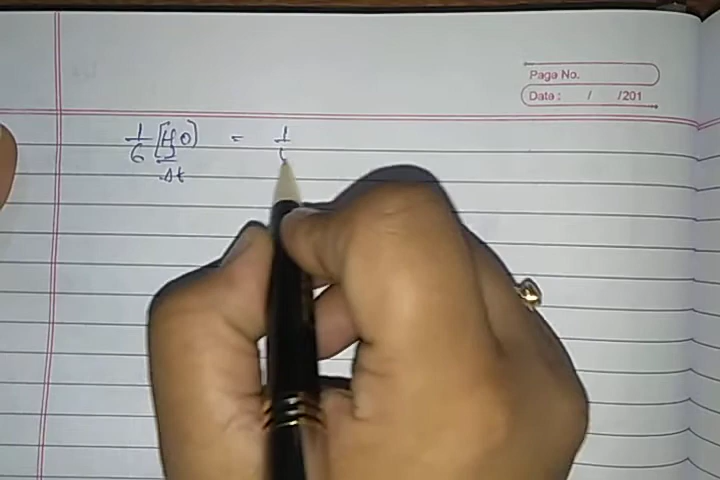 Page No.
Date : / /201
1/6 [H2O]/Δt = 1/